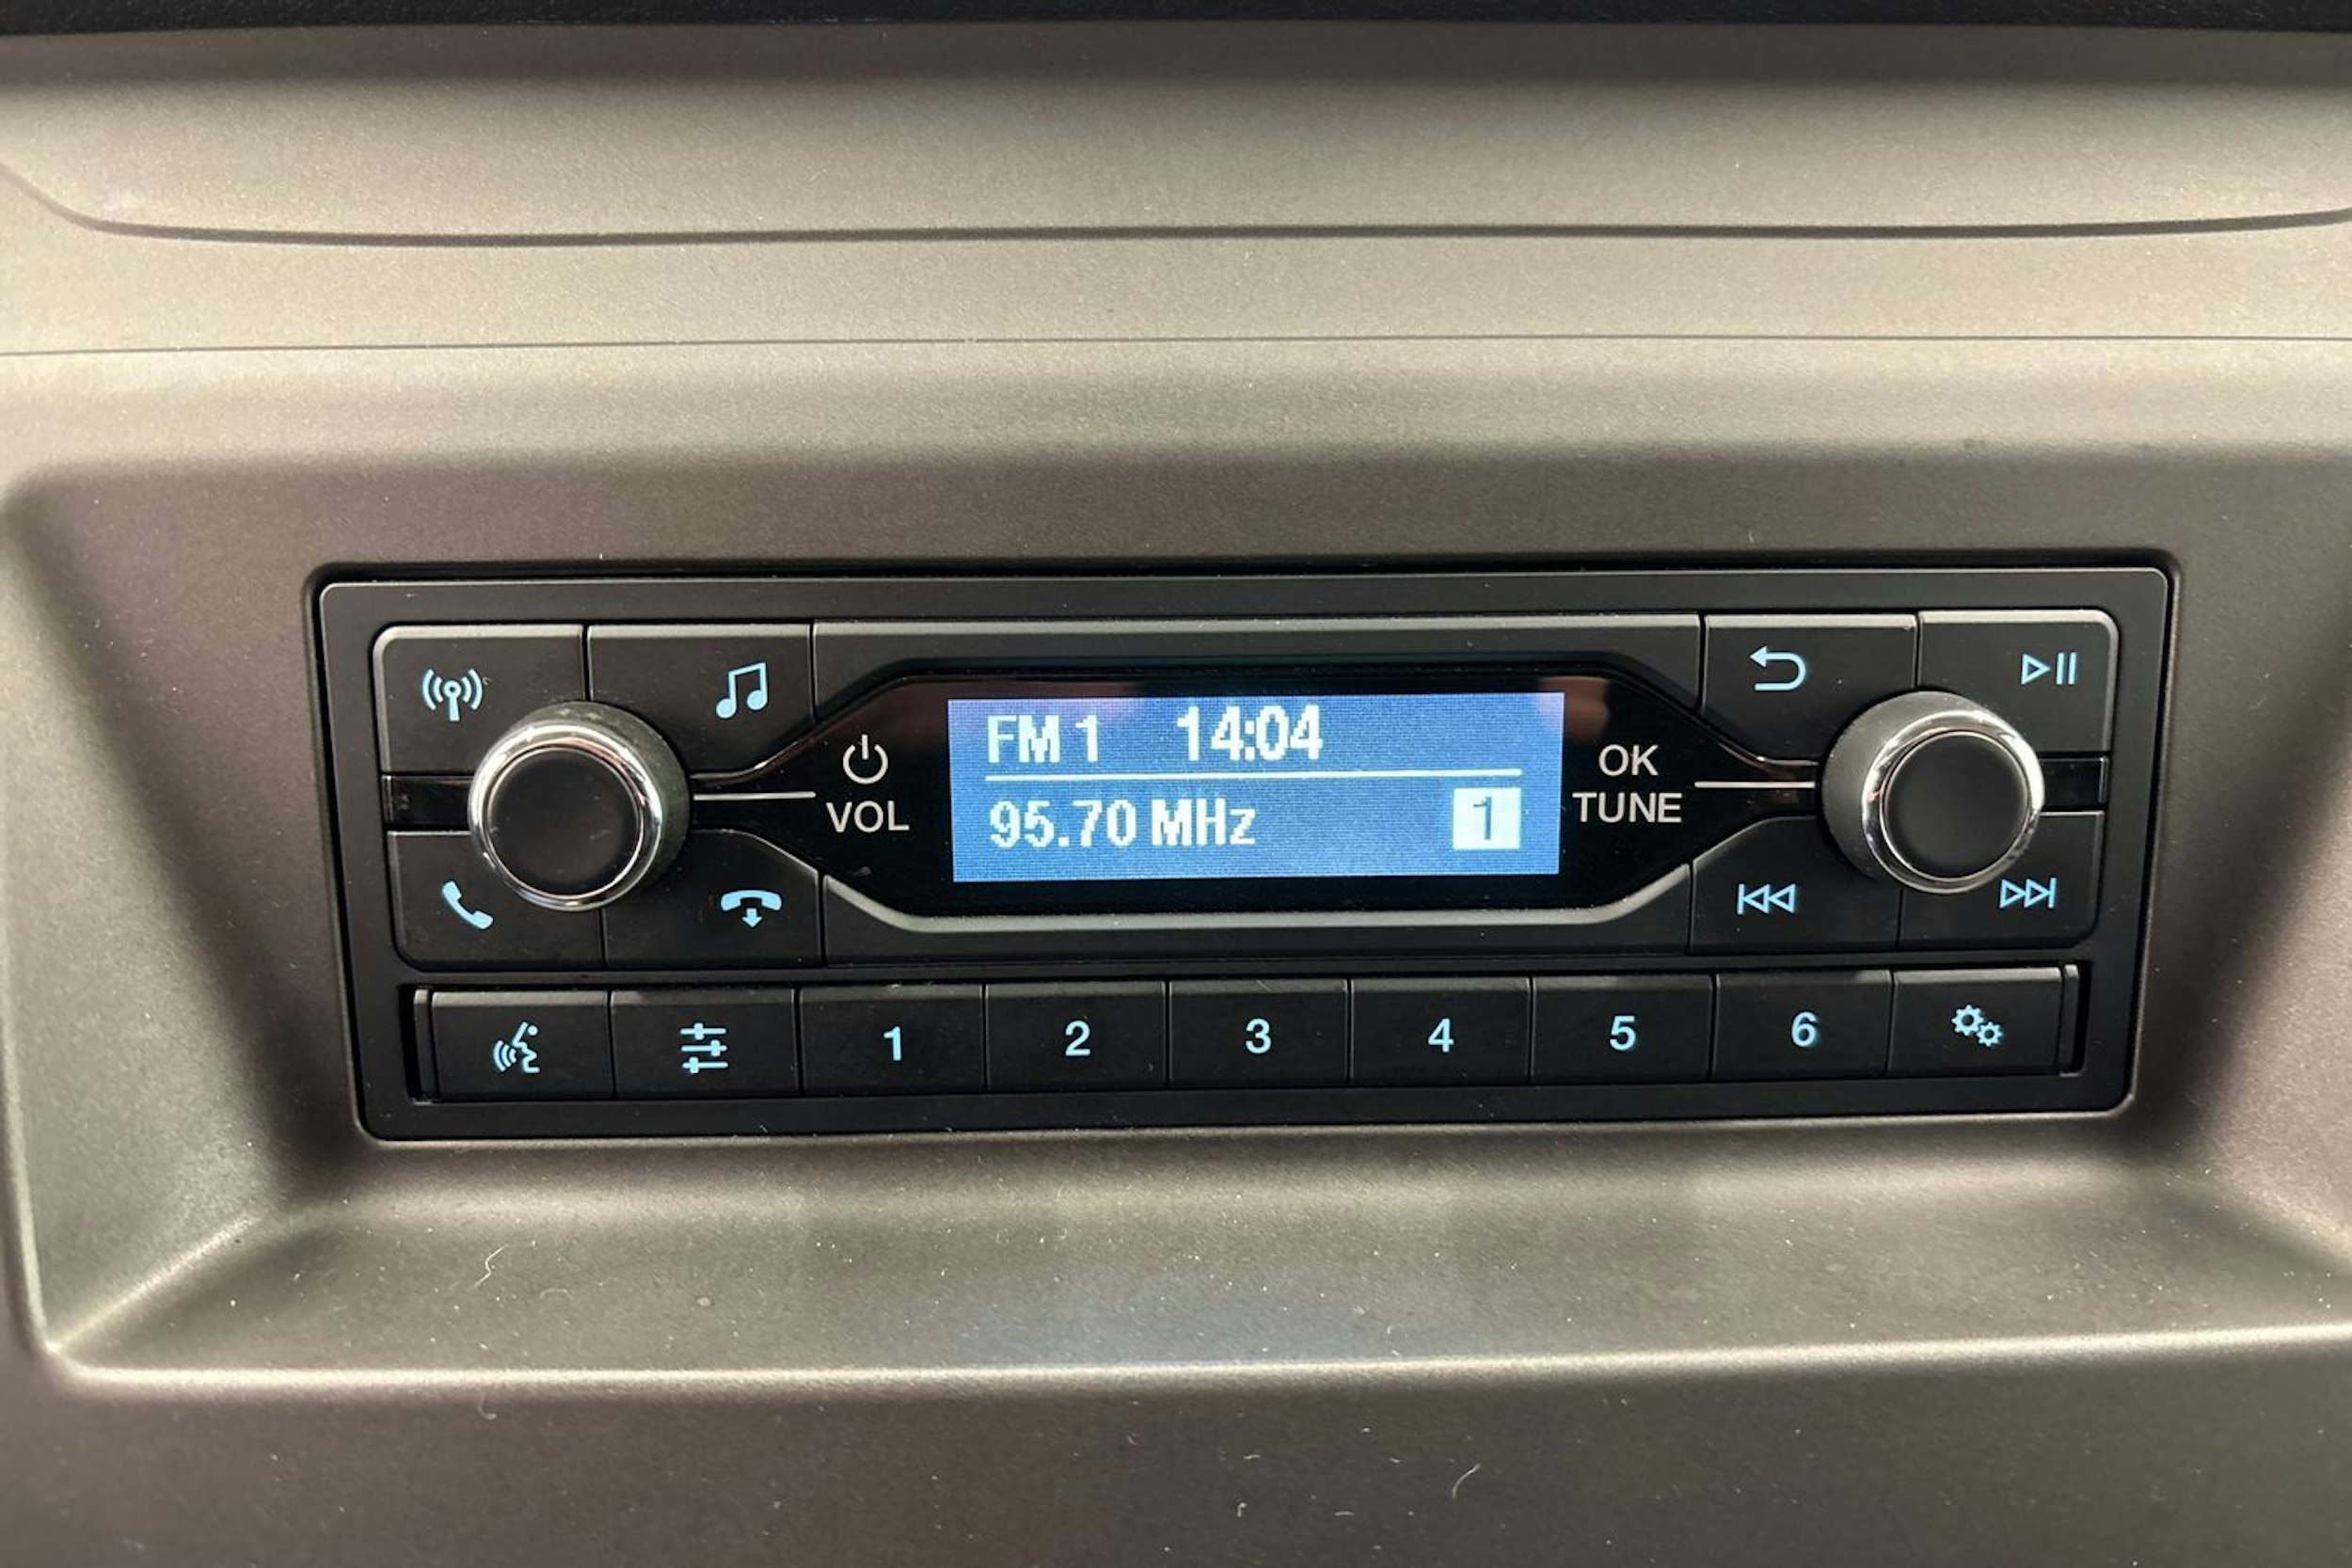 FM 1 14:04
95.70 MHz 1
VOL
OK
TUNE
1 2 3 4 5 6